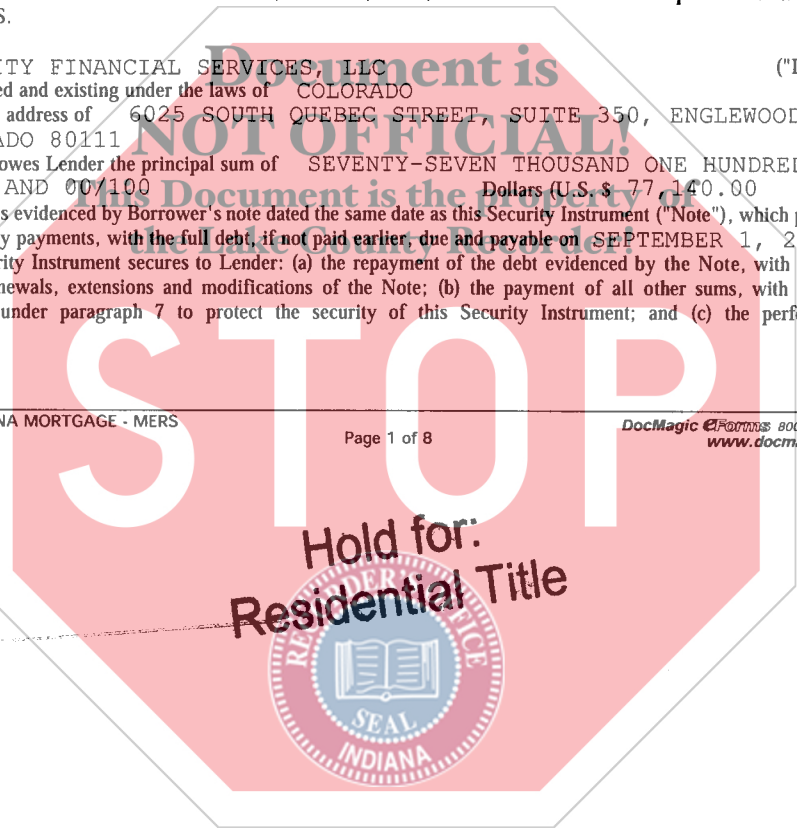 S.
ITY FINANCIAL SERVICES, LLC ("
ed and existing under the laws of COLORADO
address of 6025 SOUTH QUEBEC STREET, SUITE 350, ENGLEWOOD
ADO 80111
owes Lender the principal sum of SEVENTY-SEVEN THOUSAND ONE HUNDRED
AND 00/100 Dollars (U.S. $ 77,140.00
s evidenced by Borrower's note dated the same date as this Security Instrument ("Note"), which p
y payments, with the full debt, if not paid earlier, due and payable on SEPTEMBER 1, 2
rity Instrument secures to Lender: (a) the repayment of the debt evidenced by the Note, with
newals, extensions and modifications of the Note; (b) the payment of all other sums, with
under paragraph 7 to protect the security of this Security Instrument; and (c) the perf
Document is
NOT OFFICIAL!
This Document is the property of
the Lake County Recorder!
STOP
NA MORTGAGE - MERS
Page 1 of 8
DocMagic eForms 800
www.docm
Hold for:
Residential Title
RECORDER'S OFFICE
SEAL
INDIANA